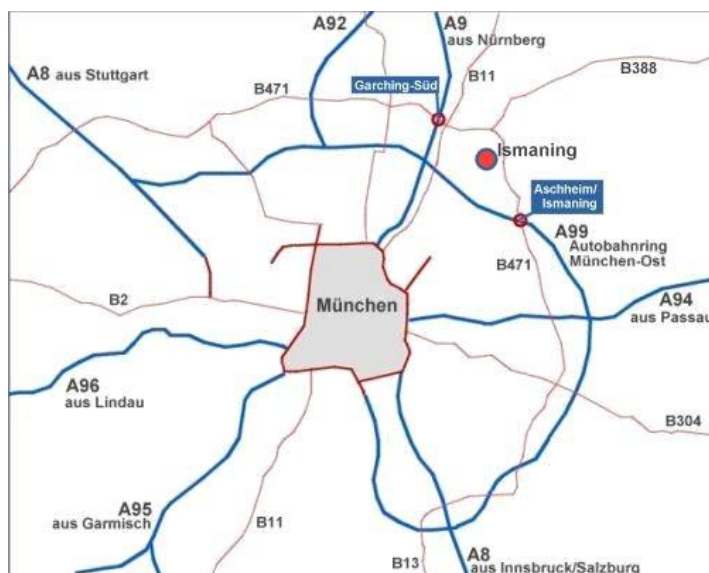 A92
A9
aus Nürnberg
A8 aus Stuttgart
B471
Garching-Süd
B11
B388
Ismaning
Aschheim/
Ismaning
A99
Autobahnring
München-Ost
B471
B2
München
A94
aus Passau
A96
aus Lindau
B304
A95
aus Garmisch
B11
B13
A8
aus Innsbruck/Salzburg